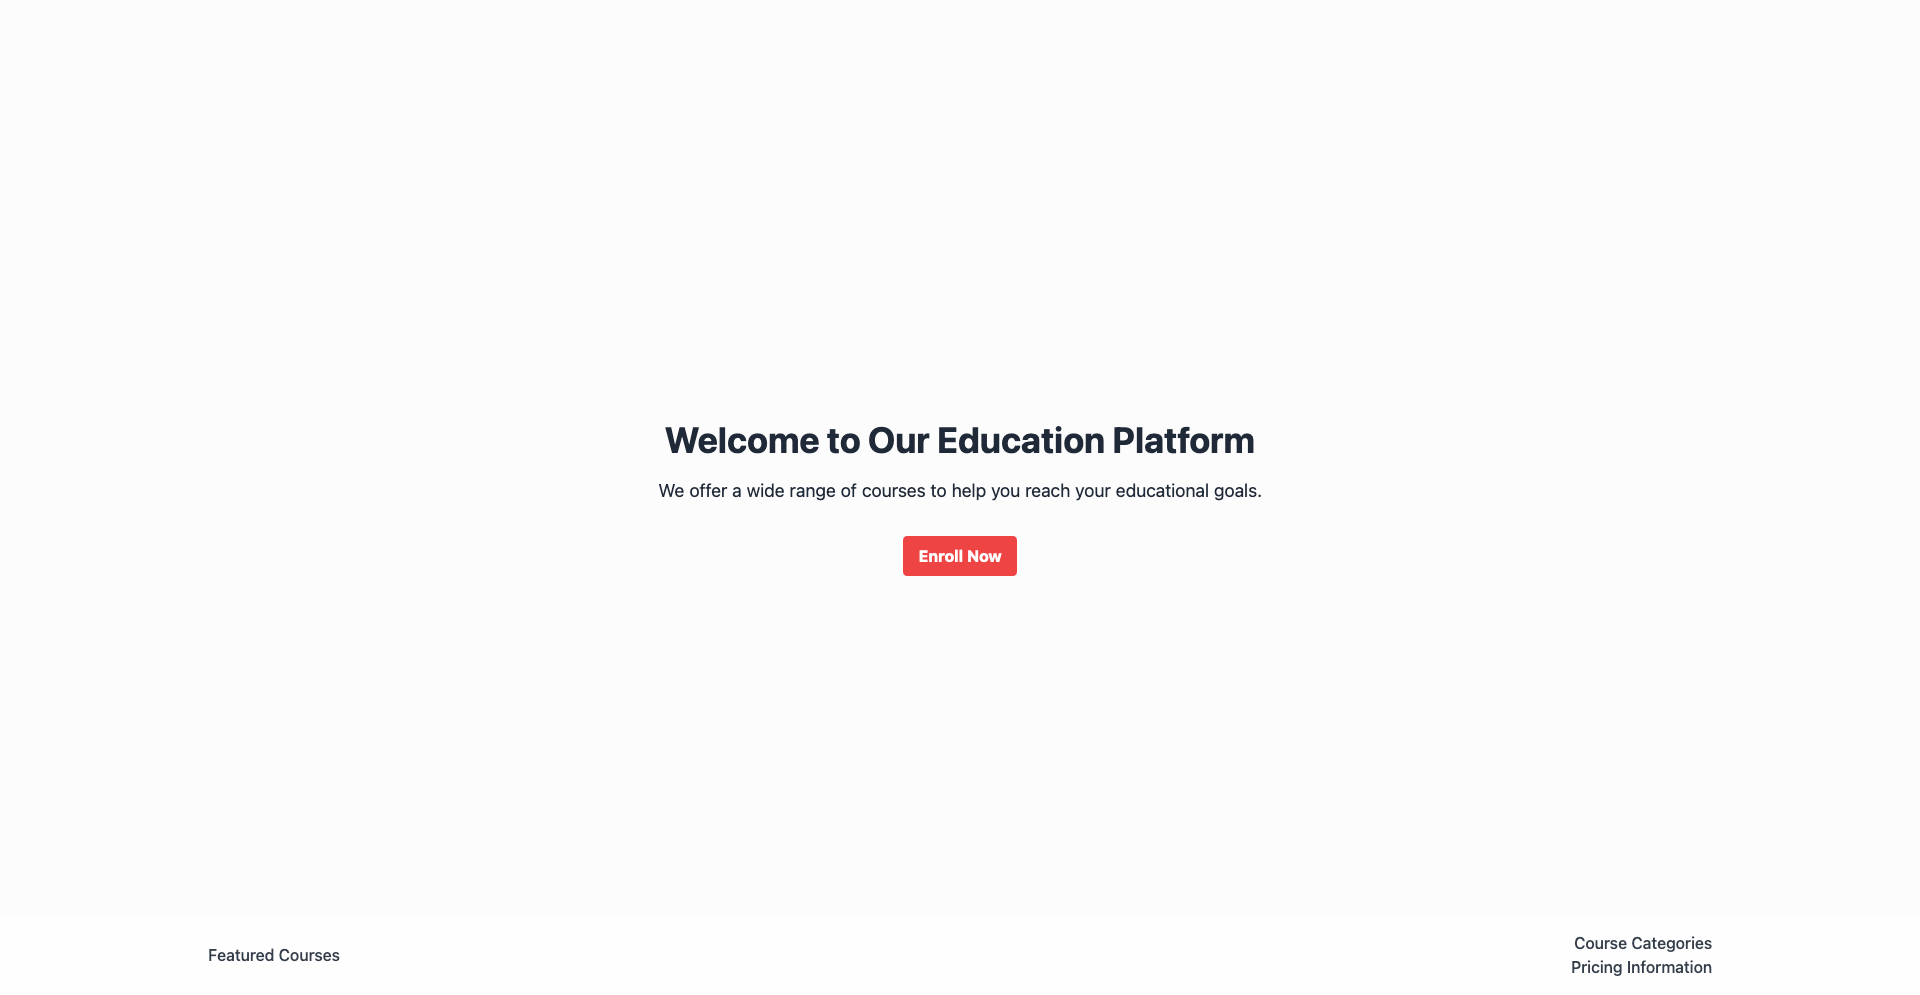 Welcome to Our Education Platform
We offer a wide range of courses to help you reach your educational goals.
Enroll Now
Featured Courses
Course Categories
Pricing Information